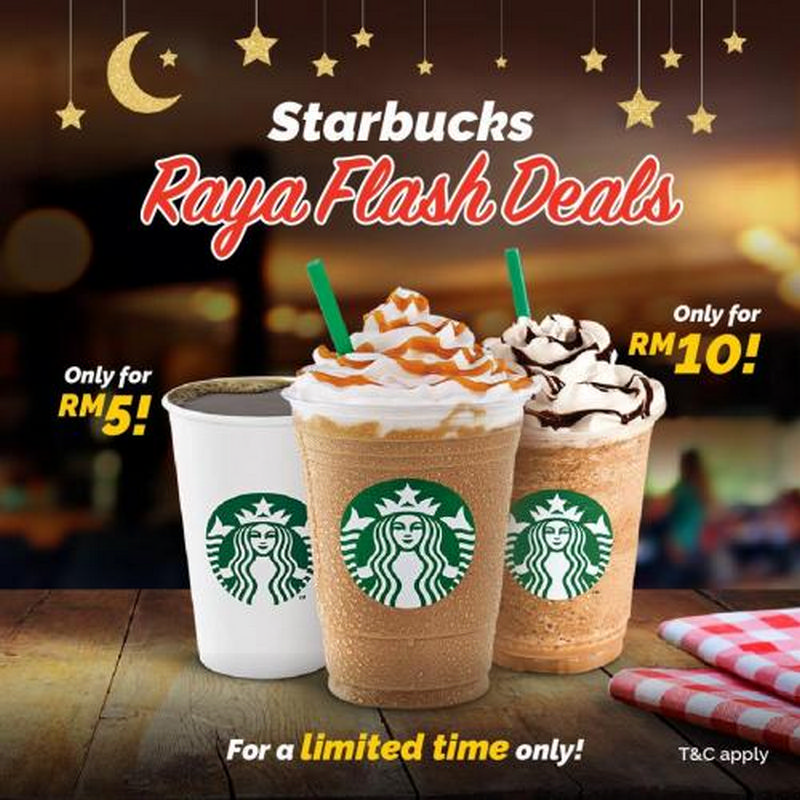 Starbucks
Raya Flash Deals
Only for
RM10!
Only for
RM5!
For a limited time only!
T&C apply